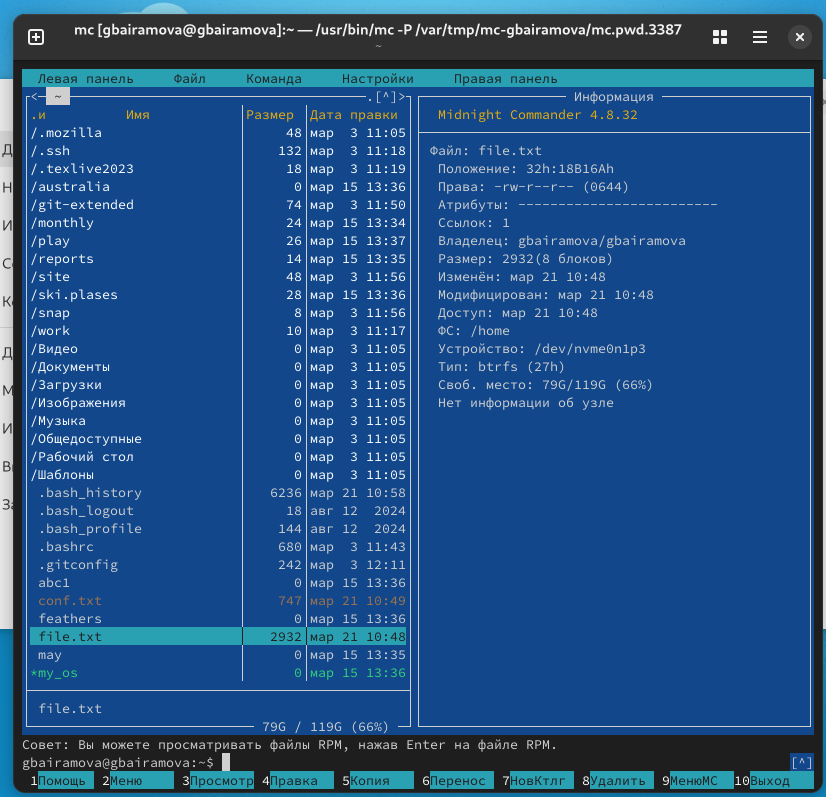 mc [gbairamova@gbairamova]:~ — /usr/bin/mc -P /var/tmp/mc-gbairamova/mc.pwd.3387
~
Левая панель Файл Команда Настройки Правая панель
<─ ~ .[^]>
.и Имя Размер Дата правки
/.mozilla 48 мар 3 11:05
/.ssh 132 мар 3 11:18
/.texlive2023 18 мар 3 11:19
/australia 0 мар 15 13:36
/git-extended 74 мар 3 11:50
/monthly 24 мар 15 13:34
/play 26 мар 15 13:37
/reports 14 мар 15 13:35
/site 48 мар 3 11:56
/ski.plases 28 мар 15 13:36
/snap 8 мар 3 11:56
/work 10 мар 3 11:17
/Видео 0 мар 3 11:05
/Документы 0 мар 3 11:05
/Загрузки 0 мар 3 11:05
/Изображения 0 мар 3 11:05
/Музыка 0 мар 3 11:05
/Общедоступные 0 мар 3 11:05
/Рабочий стол 0 мар 3 11:05
/Шаблоны 0 мар 3 11:05
.bash_history 6236 мар 21 10:58
.bash_logout 18 авг 12 2024
.bash_profile 144 авг 12 2024
.bashrc 680 мар 3 11:43
.gitconfig 242 мар 3 12:11
abc1 0 мар 15 13:36
conf.txt 747 мар 21 10:49
feathers 0 мар 15 13:36
file.txt 2932 мар 21 10:48
may 0 мар 15 13:35
*my_os 0 мар 15 13:36
file.txt
79G / 119G (66%)
Информация
Midnight Commander 4.8.32
Файл: file.txt
Положение: 32h:18B16Ah
Права: -rw-r--r-- (0644)
Атрибуты: -------------------------
Ссылок: 1
Владелец: gbairamova/gbairamova
Размер: 2932(8 блоков)
Изменён: мар 21 10:48
Модифицирован: мар 21 10:48
Доступ: мар 21 10:48
ФС: /home
Устройство: /dev/nvme0n1p3
Тип: btrfs (27h)
Своб. место: 79G/119G (66%)
Нет информации об узле
Совет: Вы можете просматривать файлы RPM, нажав Enter на файле RPM.
gbairamova@gbairamova:~$ [^]
1Помощь 2Меню 3Просмотр 4Правка 5Копия 6Перенос 7НовКтлг 8Удалить 9МенюМС 10Выход